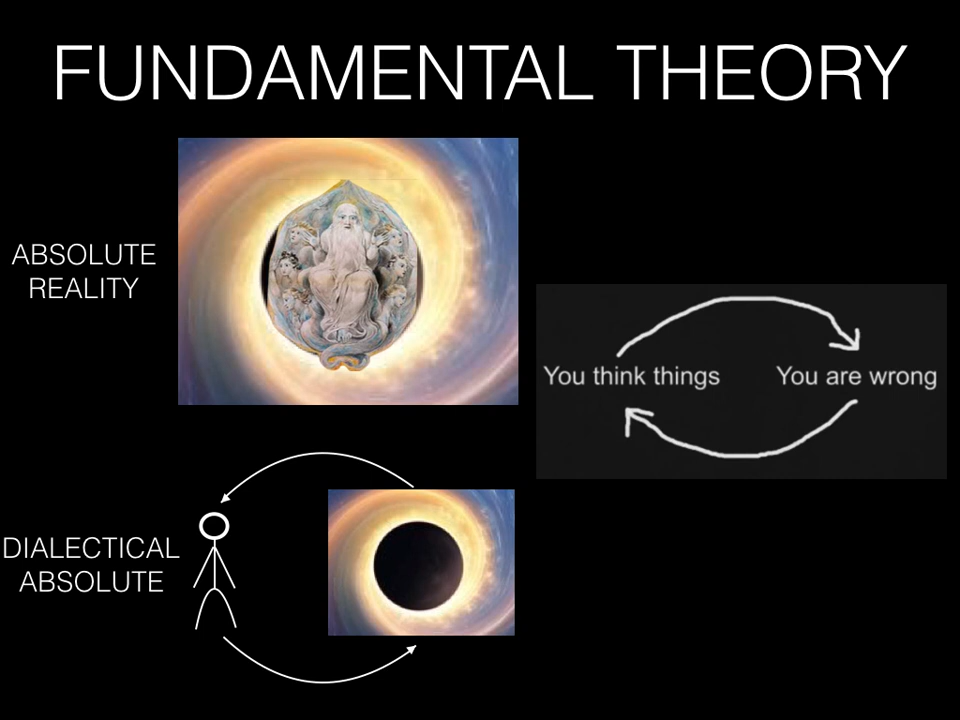 FUNDAMENTAL THEORY
ABSOLUTE
REALITY
You think things
You are wrong
DIALECTICAL
ABSOLUTE